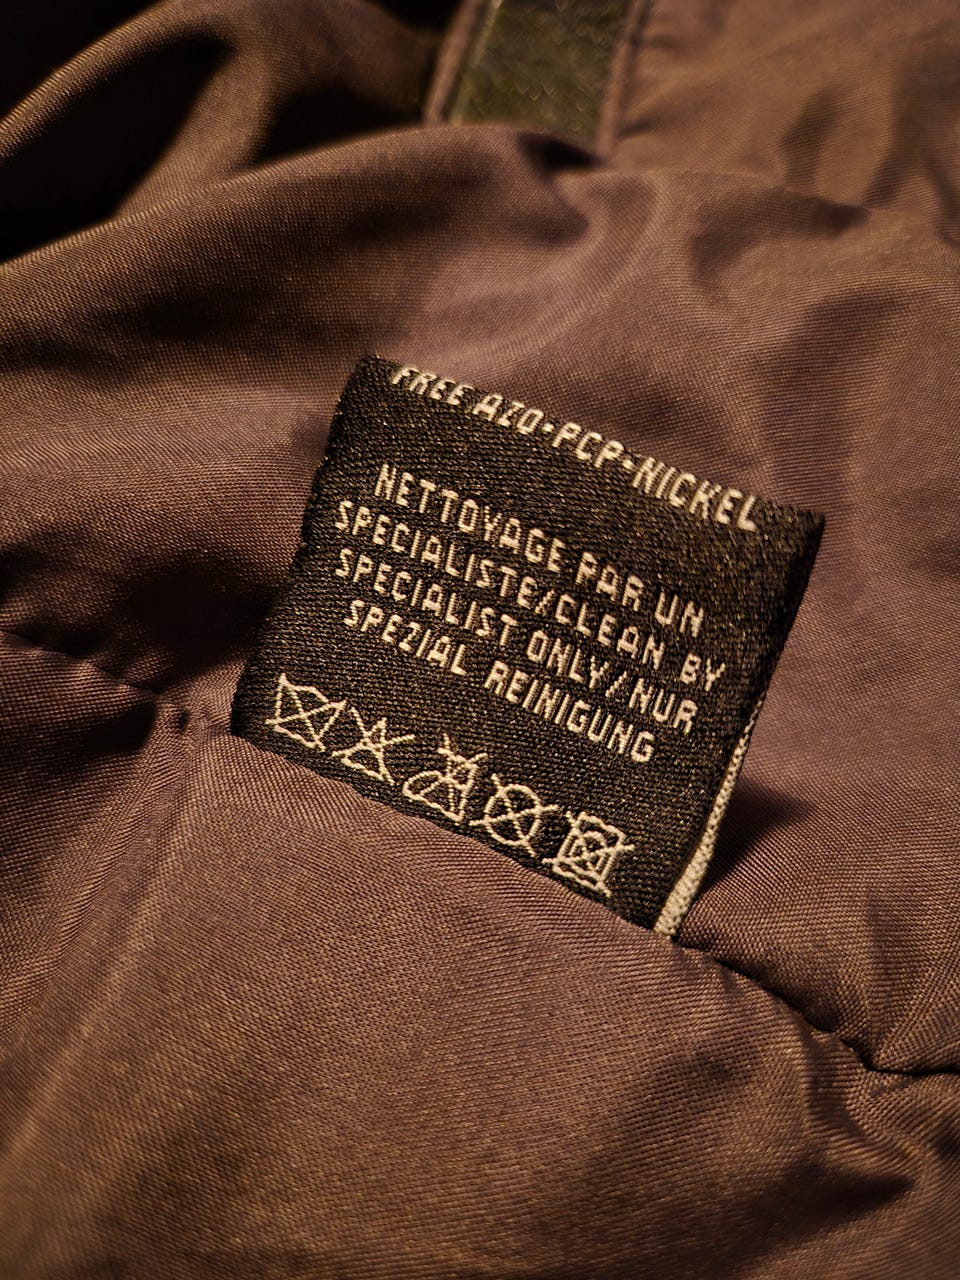 FREE AZO·PCP·NICKEL
NETTOYAGE PAR UN
SPECIALISTE/CLEAN BY
SPECIALIST ONLY/NUR
SPEZIAL REINIGUNG